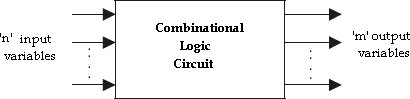 'n' input
variables
Combinational
Logic
Circuit
'm' output
variables